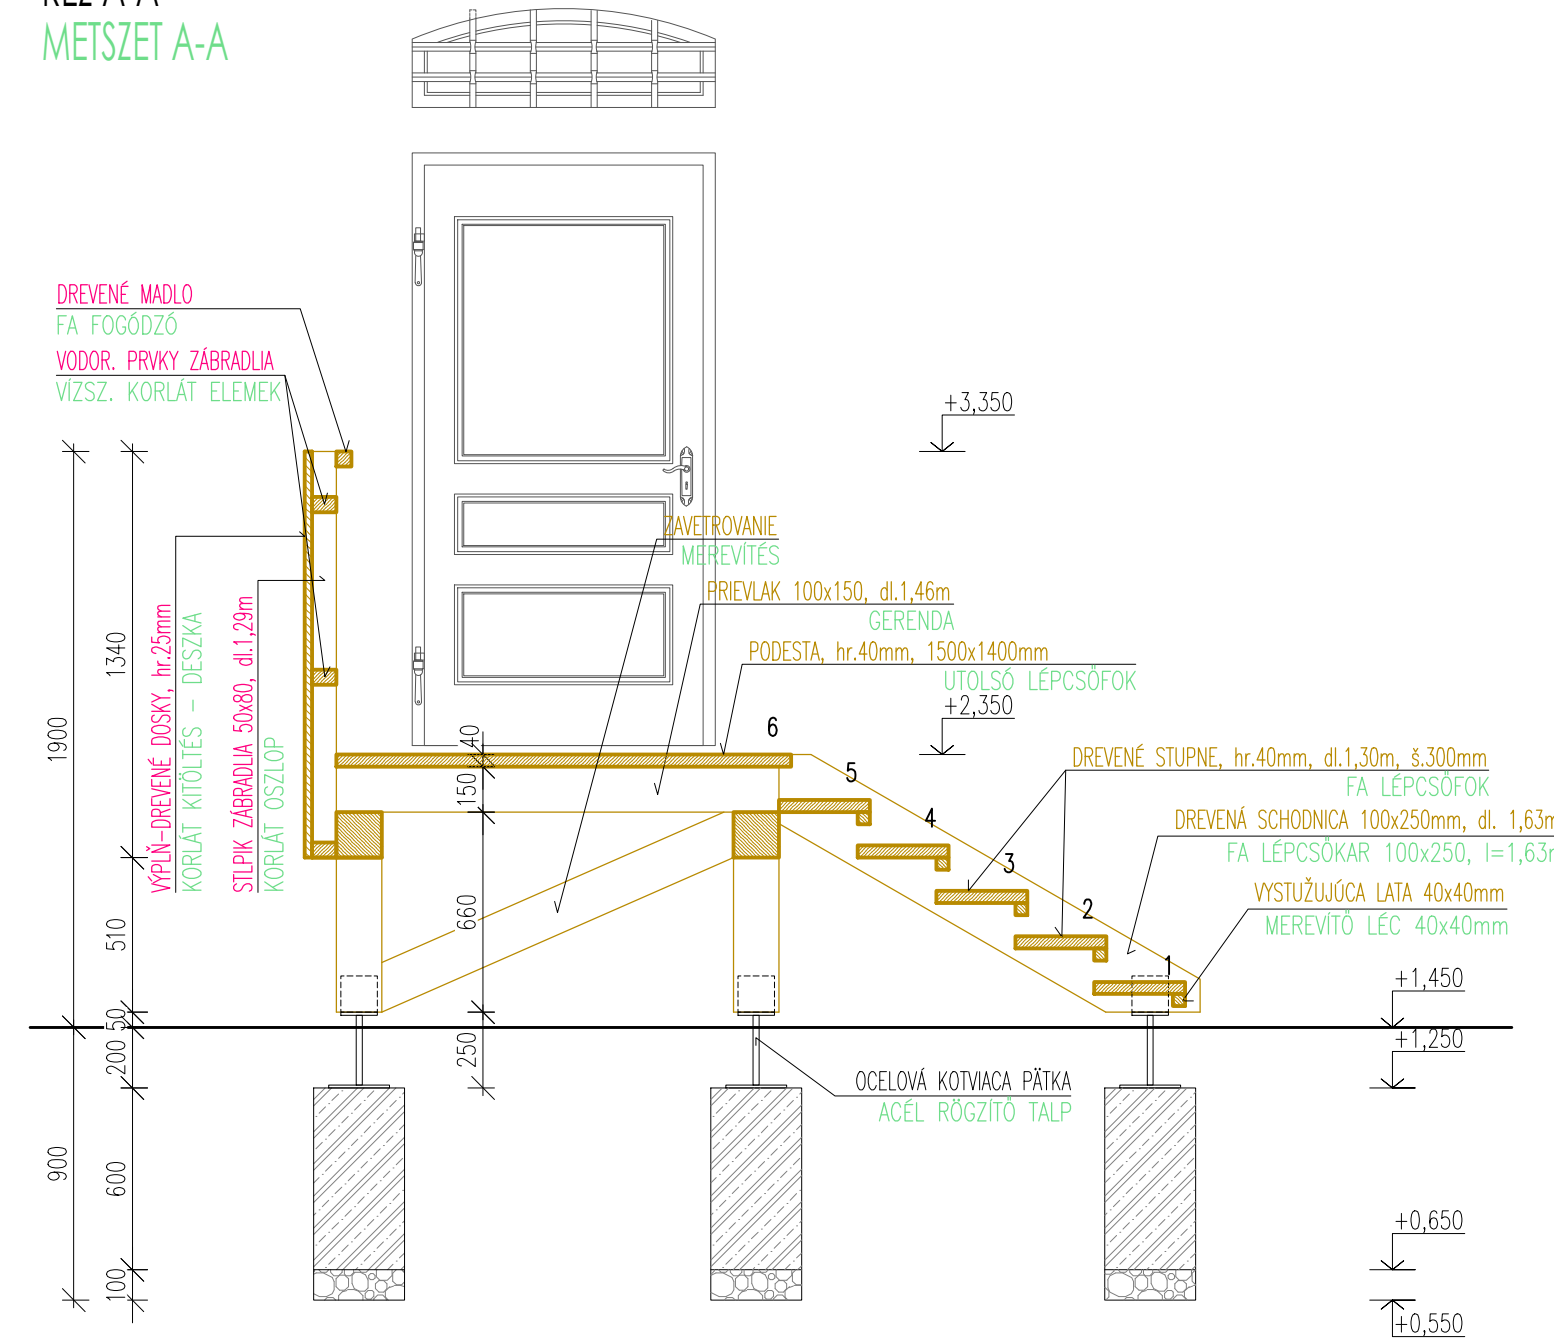 REZ A-A
METSZET A-A
DREVENÉ MADLO
FA FOGÓDZÓ
VODOR. PRVKY ZÁBRADLIA
VÍZSZ. KORLÁT ELEMEK
+3,350
ZAVETROVANIE
MEREVÍTÉS
PRIEVLAK 100x150, dl.1,46m
GERENDA
PODESTA, hr.40mm, 1500x1400mm
UTOLSÓ LÉPCSŐFOK
+2,350
VÝPLŇ-DREVENÉ DOSKY, hr.25mm
KORLÁT KITÖLTÉS - DESZKA
STLPIK ZÁBRADLIA 50x80, dl.1,29m
KORLÁT OSZLOP
1900
1340
510
50
200
900
600
100
40
150
660
250
6
5
4
3
2
1
DREVENÉ STUPNE, hr.40mm, dl.1,30m, š.300mm
FA LÉPCSŐFOK
DREVENÁ SCHODNICA 100x250mm, dl. 1,63m
FA LÉPCSŐKAR 100x250, l=1,63m
VYSTUŽUJÚCA LATA 40x40mm
MEREVÍTŐ LÉC 40x40mm
+1,450
+1,250
OCELOVÁ KOTVIACA PÄTKA
ACÉL RÖGZÍTŐ TALP
+0,650
+0,550